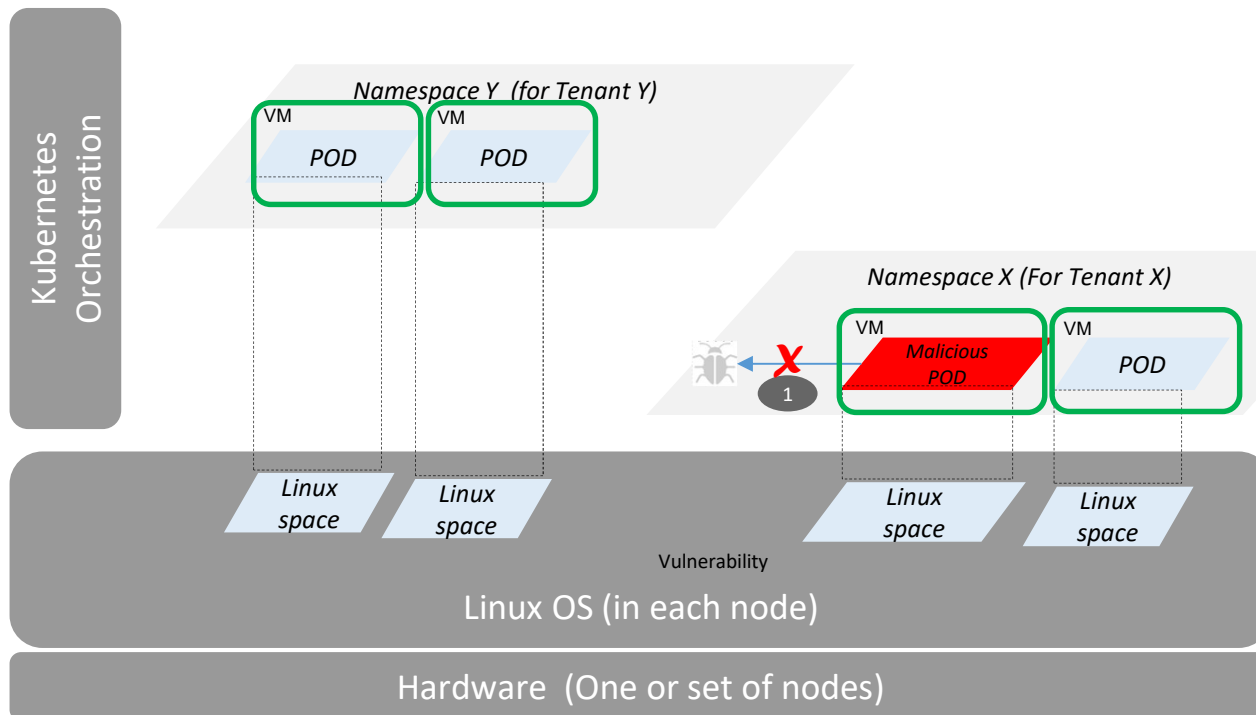 Kubernetes
Orchestration
Namespace Y  (for Tenant Y)
VM
POD
VM
POD
Namespace X (For Tenant X)
VM
Malicious
POD
VM
POD
X
1
Linux
space
Linux
space
Linux
space
Linux
space
Vulnerability
Linux OS (in each node)
Hardware  (One or set of nodes)